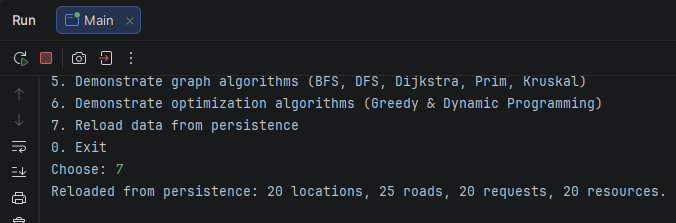 Run
Main
5. Demonstrate graph algorithms (BFS, DFS, Dijkstra, Prim, Kruskal)
6. Demonstrate optimization algorithms (Greedy & Dynamic Programming)
7. Reload data from persistence
0. Exit
Choose: 7
Reloaded from persistence: 20 locations, 25 roads, 20 requests, 20 resources.